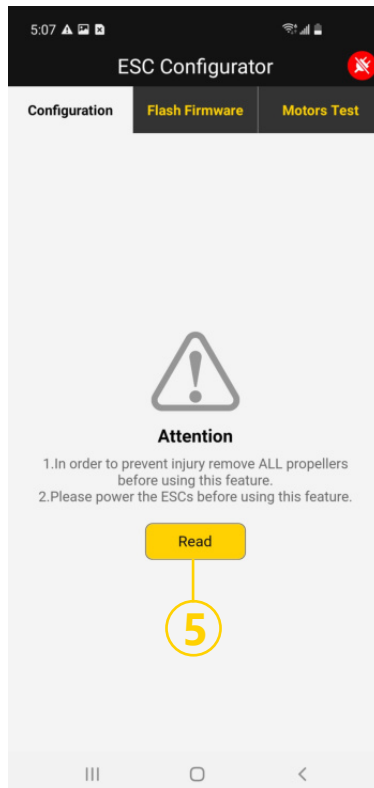 5:07
ESC Configurator
Configuration Flash Firmware Motors Test
Attention
1.In order to prevent injury remove ALL propellers
before using this feature.
2.Please power the ESCs before using this feature.
Read
5